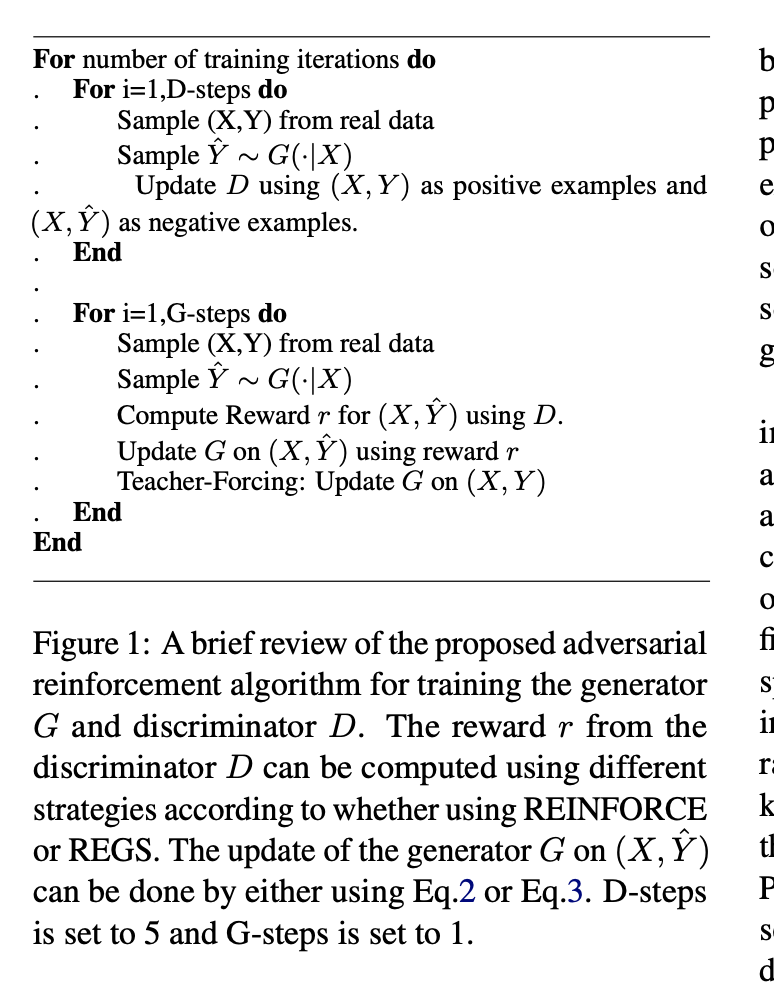 For number of training iterations do
. For i=1,D-steps do
. Sample (X,Y) from real data
. Sample Ŷ ∼ G(·|X)
. Update D using (X, Y) as positive examples and
(X, Ŷ) as negative examples.
. End
.
. For i=1,G-steps do
. Sample (X,Y) from real data
. Sample Ŷ ∼ G(·|X)
. Compute Reward r for (X, Ŷ) using D.
. Update G on (X, Ŷ) using reward r
. Teacher-Forcing: Update G on (X, Y)
. End
End
Figure 1: A brief review of the proposed adversarial
reinforcement algorithm for training the generator
G and discriminator D. The reward r from the
discriminator D can be computed using different
strategies according to whether using REINFORCE
or REGS. The update of the generator G on (X, Ŷ)
can be done by either using Eq.2 or Eq.3. D-steps
is set to 5 and G-steps is set to 1.